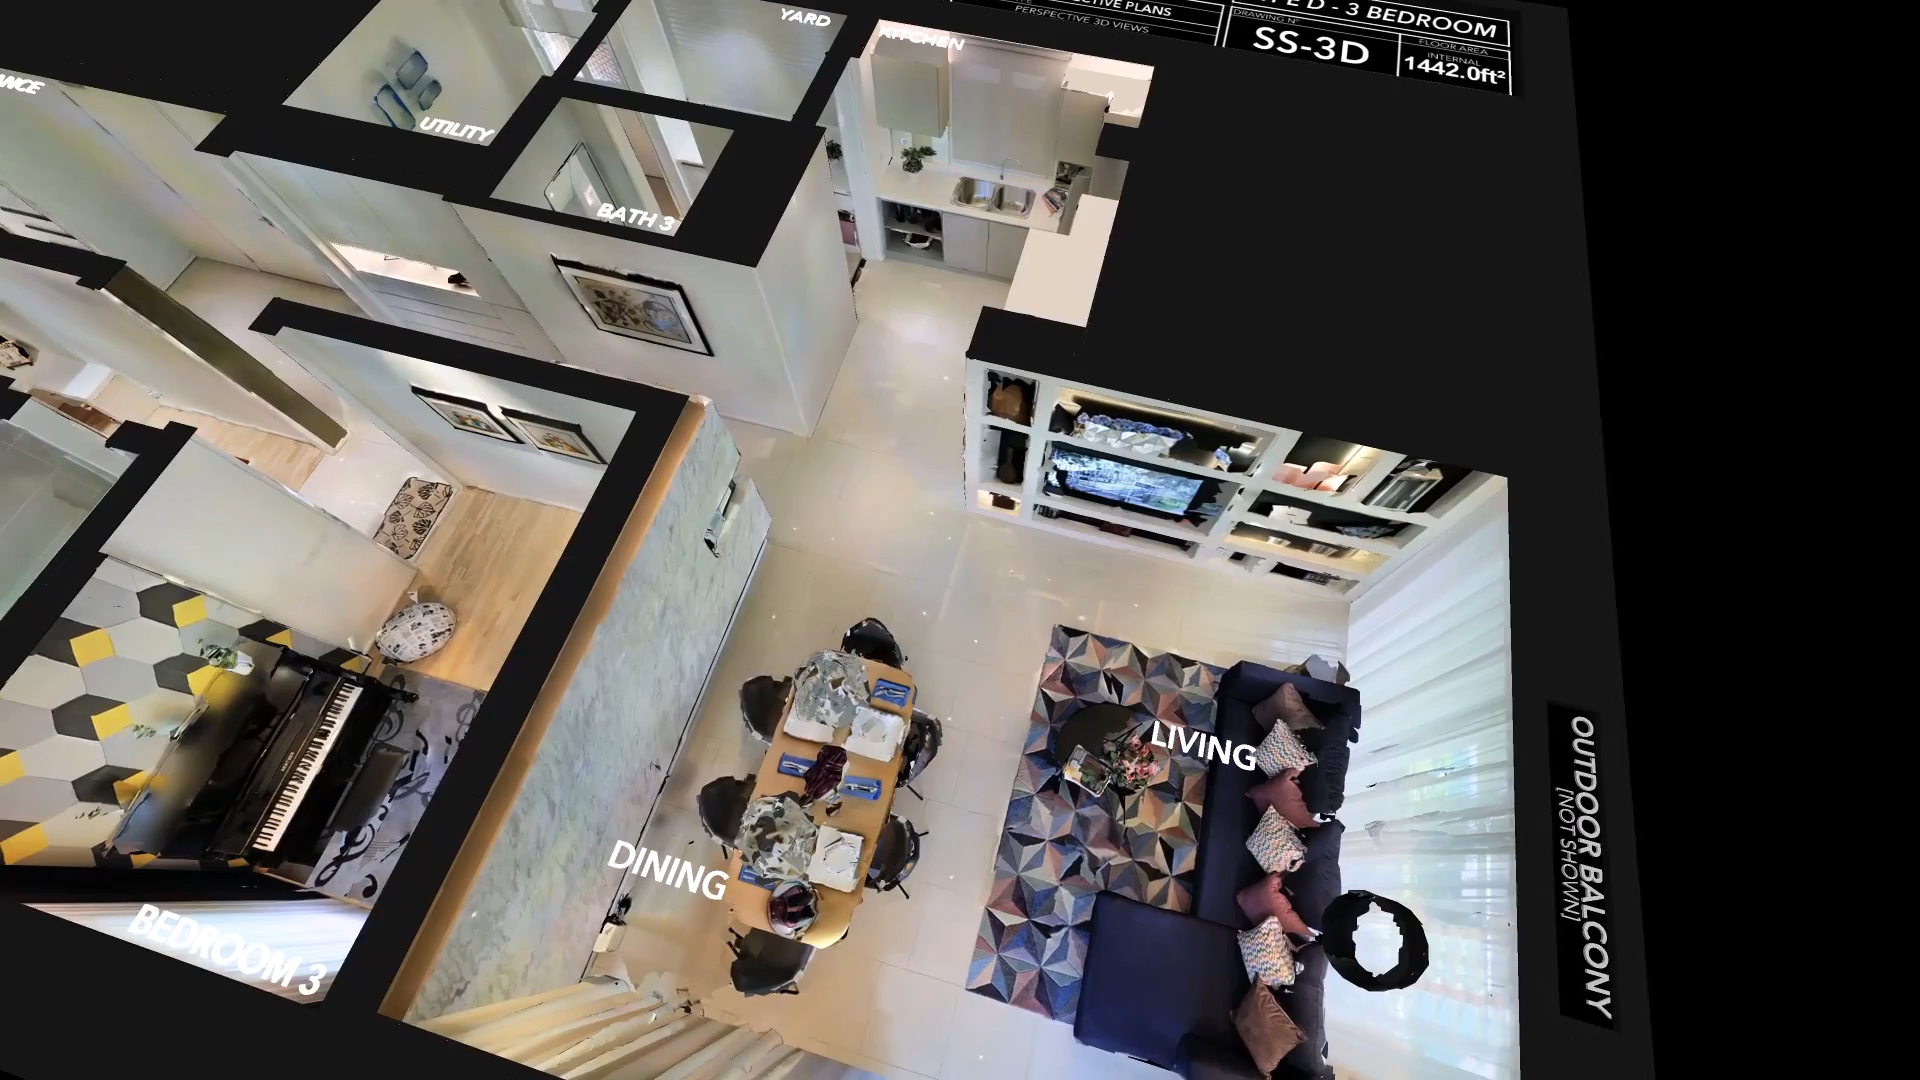 PERSPECTIVE 3D VIEWS
- 3 BEDROOM
DRAWING Nº
SS-3D
FLOOR AREA
INTERNAL
1442.0ft²
YARD
KITCHEN
UTILITY
BATH 3
LIVING
DINING
BEDROOM 3
OUTDOOR BALCONY
[NOT SHOWN]